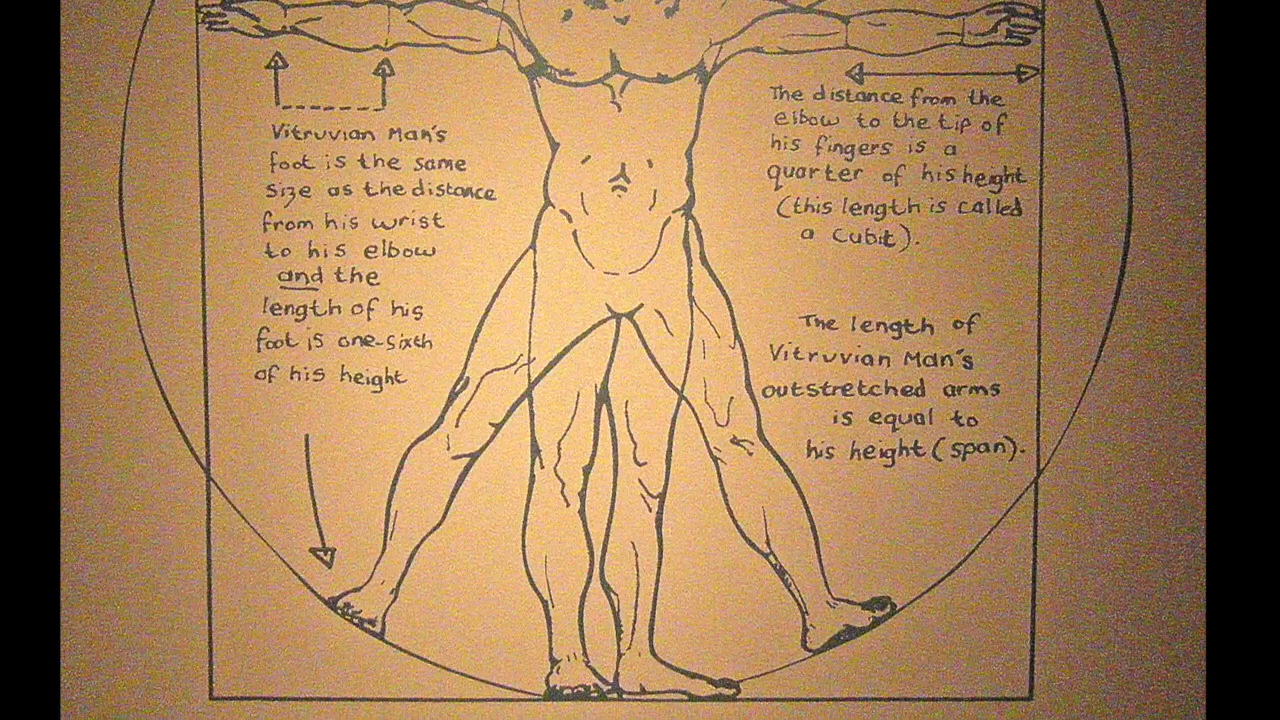 Vitruvian Man's
foot is the same
size as the distance
from his wrist
to his elbow
and the
length of his
foot is one-sixth
of his height
The distance from the
elbow to the tip of
his fingers is a
quarter of his height
(this length is called
a cubit).
The length of
Vitruvian Man's
outstretched arms
is equal to
his height (span).